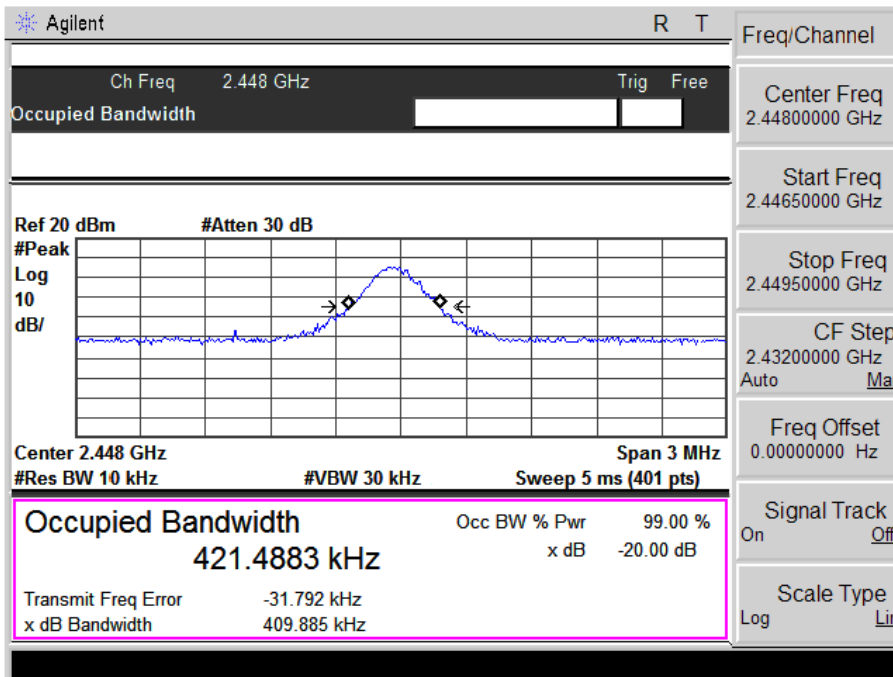 Agilent R T
Ch Freq 2.448 GHz Trig Free
Occupied Bandwidth
Ref 20 dBm #Atten 30 dB
#Peak
Log
10
dB/
Center 2.448 GHz Span 3 MHz
#Res BW 10 kHz #VBW 30 kHz Sweep 5 ms (401 pts)
Occupied Bandwidth Occ BW % Pwr 99.00 %
421.4883 kHz x dB -20.00 dB
Transmit Freq Error -31.792 kHz
x dB Bandwidth 409.885 kHz
Freq/Channel
Center Freq
2.44800000 GHz
Start Freq
2.44650000 GHz
Stop Freq
2.44950000 GHz
CF Step
2.43200000 GHz
Auto Ma
Freq Offset
0.00000000 Hz
Signal Track
On Off
Scale Type
Log Lin